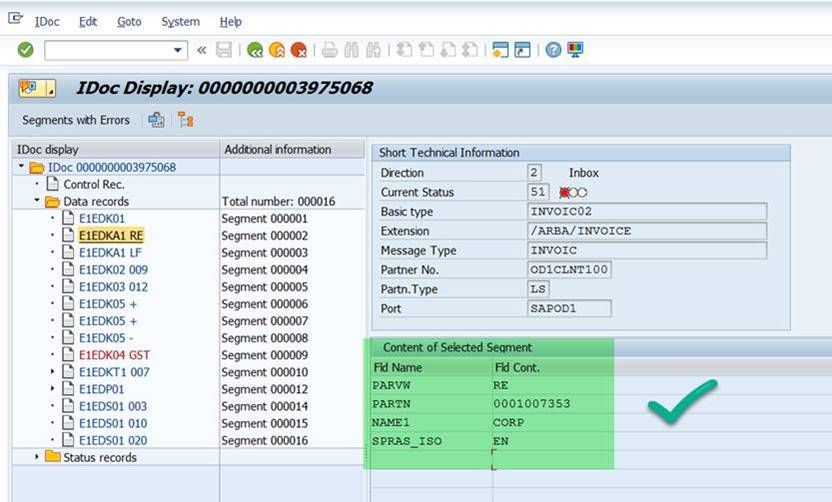 IDoc Edit Goto System Help
IDoc Display: 0000000003975068
Segments with Errors
IDoc display Additional information
IDoc 0000000003975068
Control Rec.
Data records Total number: 000016
E1EDK01 Segment 000001
E1EDKA1 RE Segment 000002
E1EDKA1 LF Segment 000003
E1EDK02 009 Segment 000004
E1EDK03 012 Segment 000005
E1EDK05 + Segment 000006
E1EDK05 + Segment 000007
E1EDK05 - Segment 000008
E1EDK04 GST Segment 000009
E1EDKT1 007 Segment 000010
E1EDP01 Segment 000012
E1EDS01 003 Segment 000014
E1EDS01 010 Segment 000015
E1EDS01 020 Segment 000016
Status records
Short Technical Information
Direction 2 Inbox
Current Status 51
Basic type INVOIC02
Extension /ARBA/INVOICE
Message Type INVOIC
Partner No. OD1CLNT100
Partn.Type LS
Port SAPOD1
Content of Selected Segment
Fld Name Fld Cont.
PARVW RE
PARTN 0001007353
NAME1 CORP
SPRAS_ISO EN